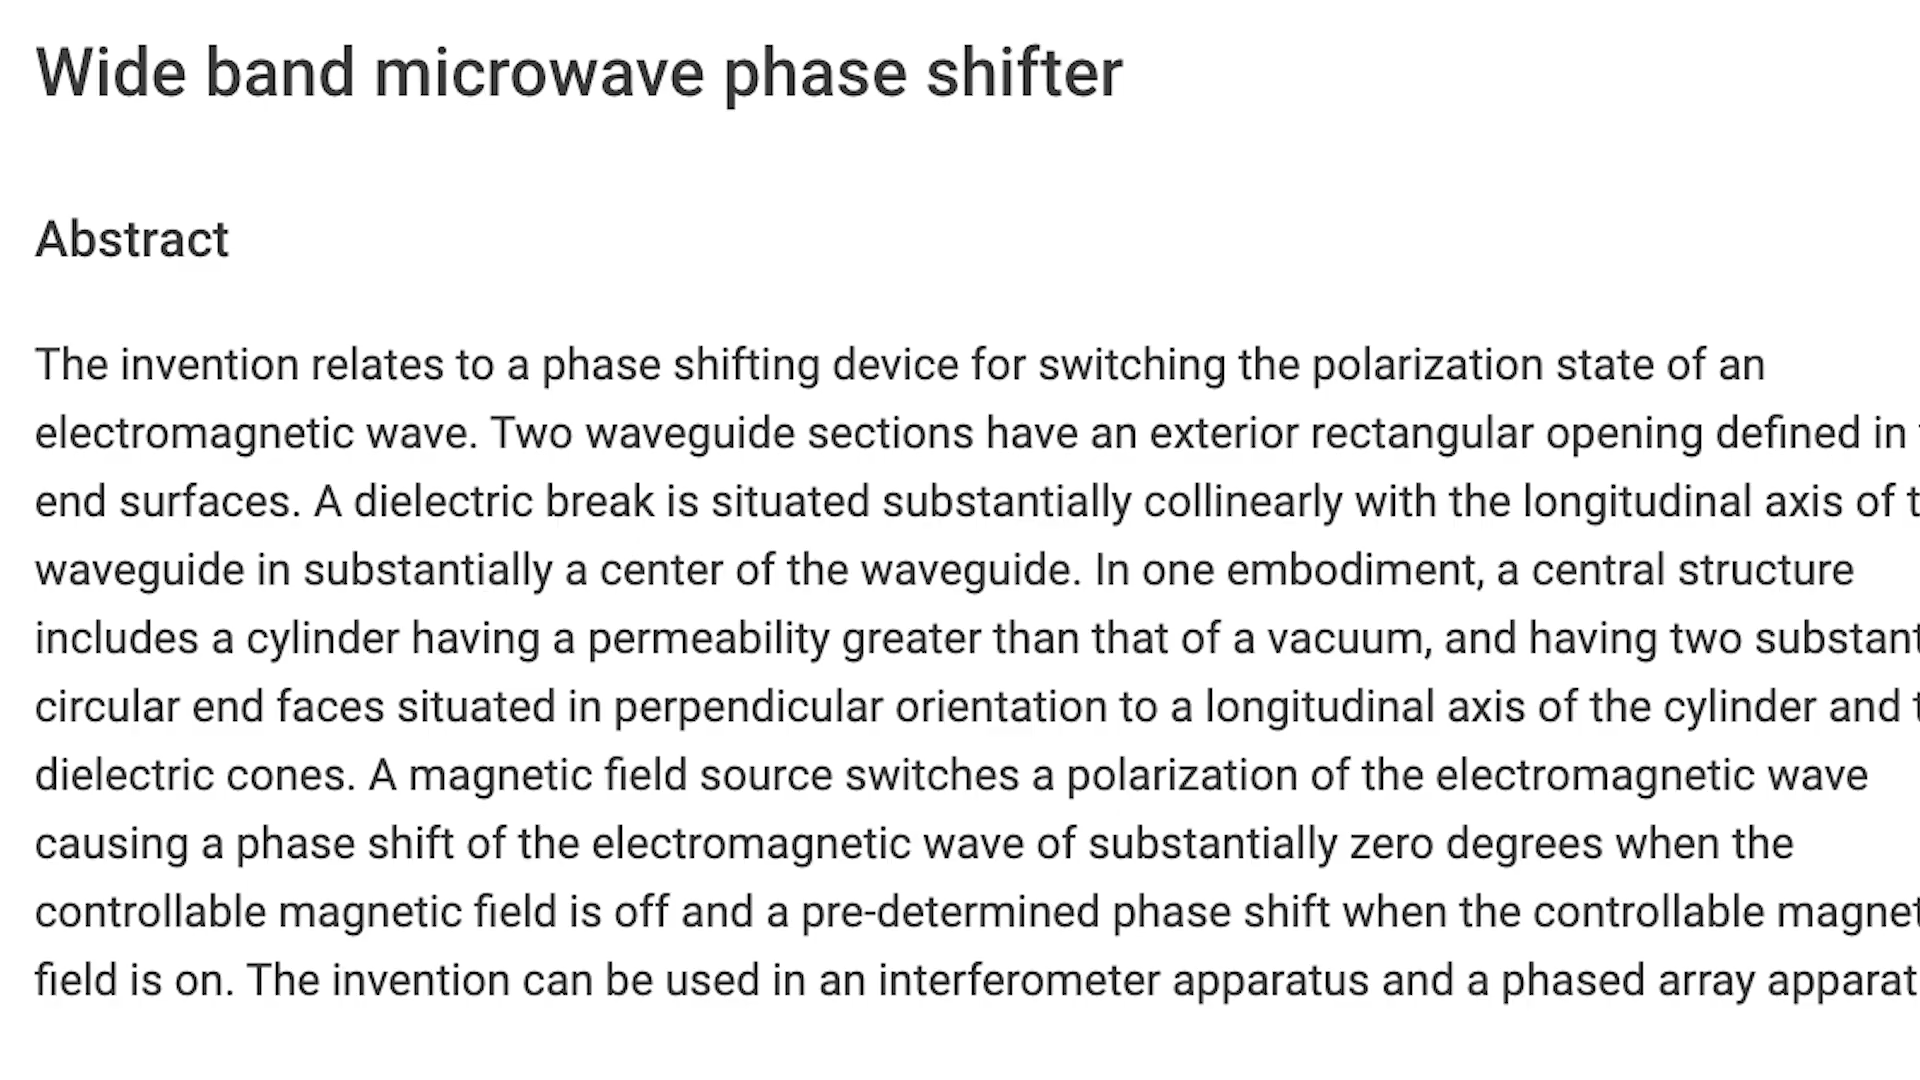 Wide band microwave phase shifter
Abstract
The invention relates to a phase shifting device for switching the polarization state of an
electromagnetic wave. Two waveguide sections have an exterior rectangular opening defined in
end surfaces. A dielectric break is situated substantially collinearly with the longitudinal axis of
waveguide in substantially a center of the waveguide. In one embodiment, a central structure
includes a cylinder having a permeability greater than that of a vacuum, and having two substant
circular end faces situated in perpendicular orientation to a longitudinal axis of the cylinder and
dielectric cones. A magnetic field source switches a polarization of the electromagnetic wave
causing a phase shift of the electromagnetic wave of substantially zero degrees when the
controllable magnetic field is off and a pre-determined phase shift when the controllable magnet
field is on. The invention can be used in an interferometer apparatus and a phased array apparat